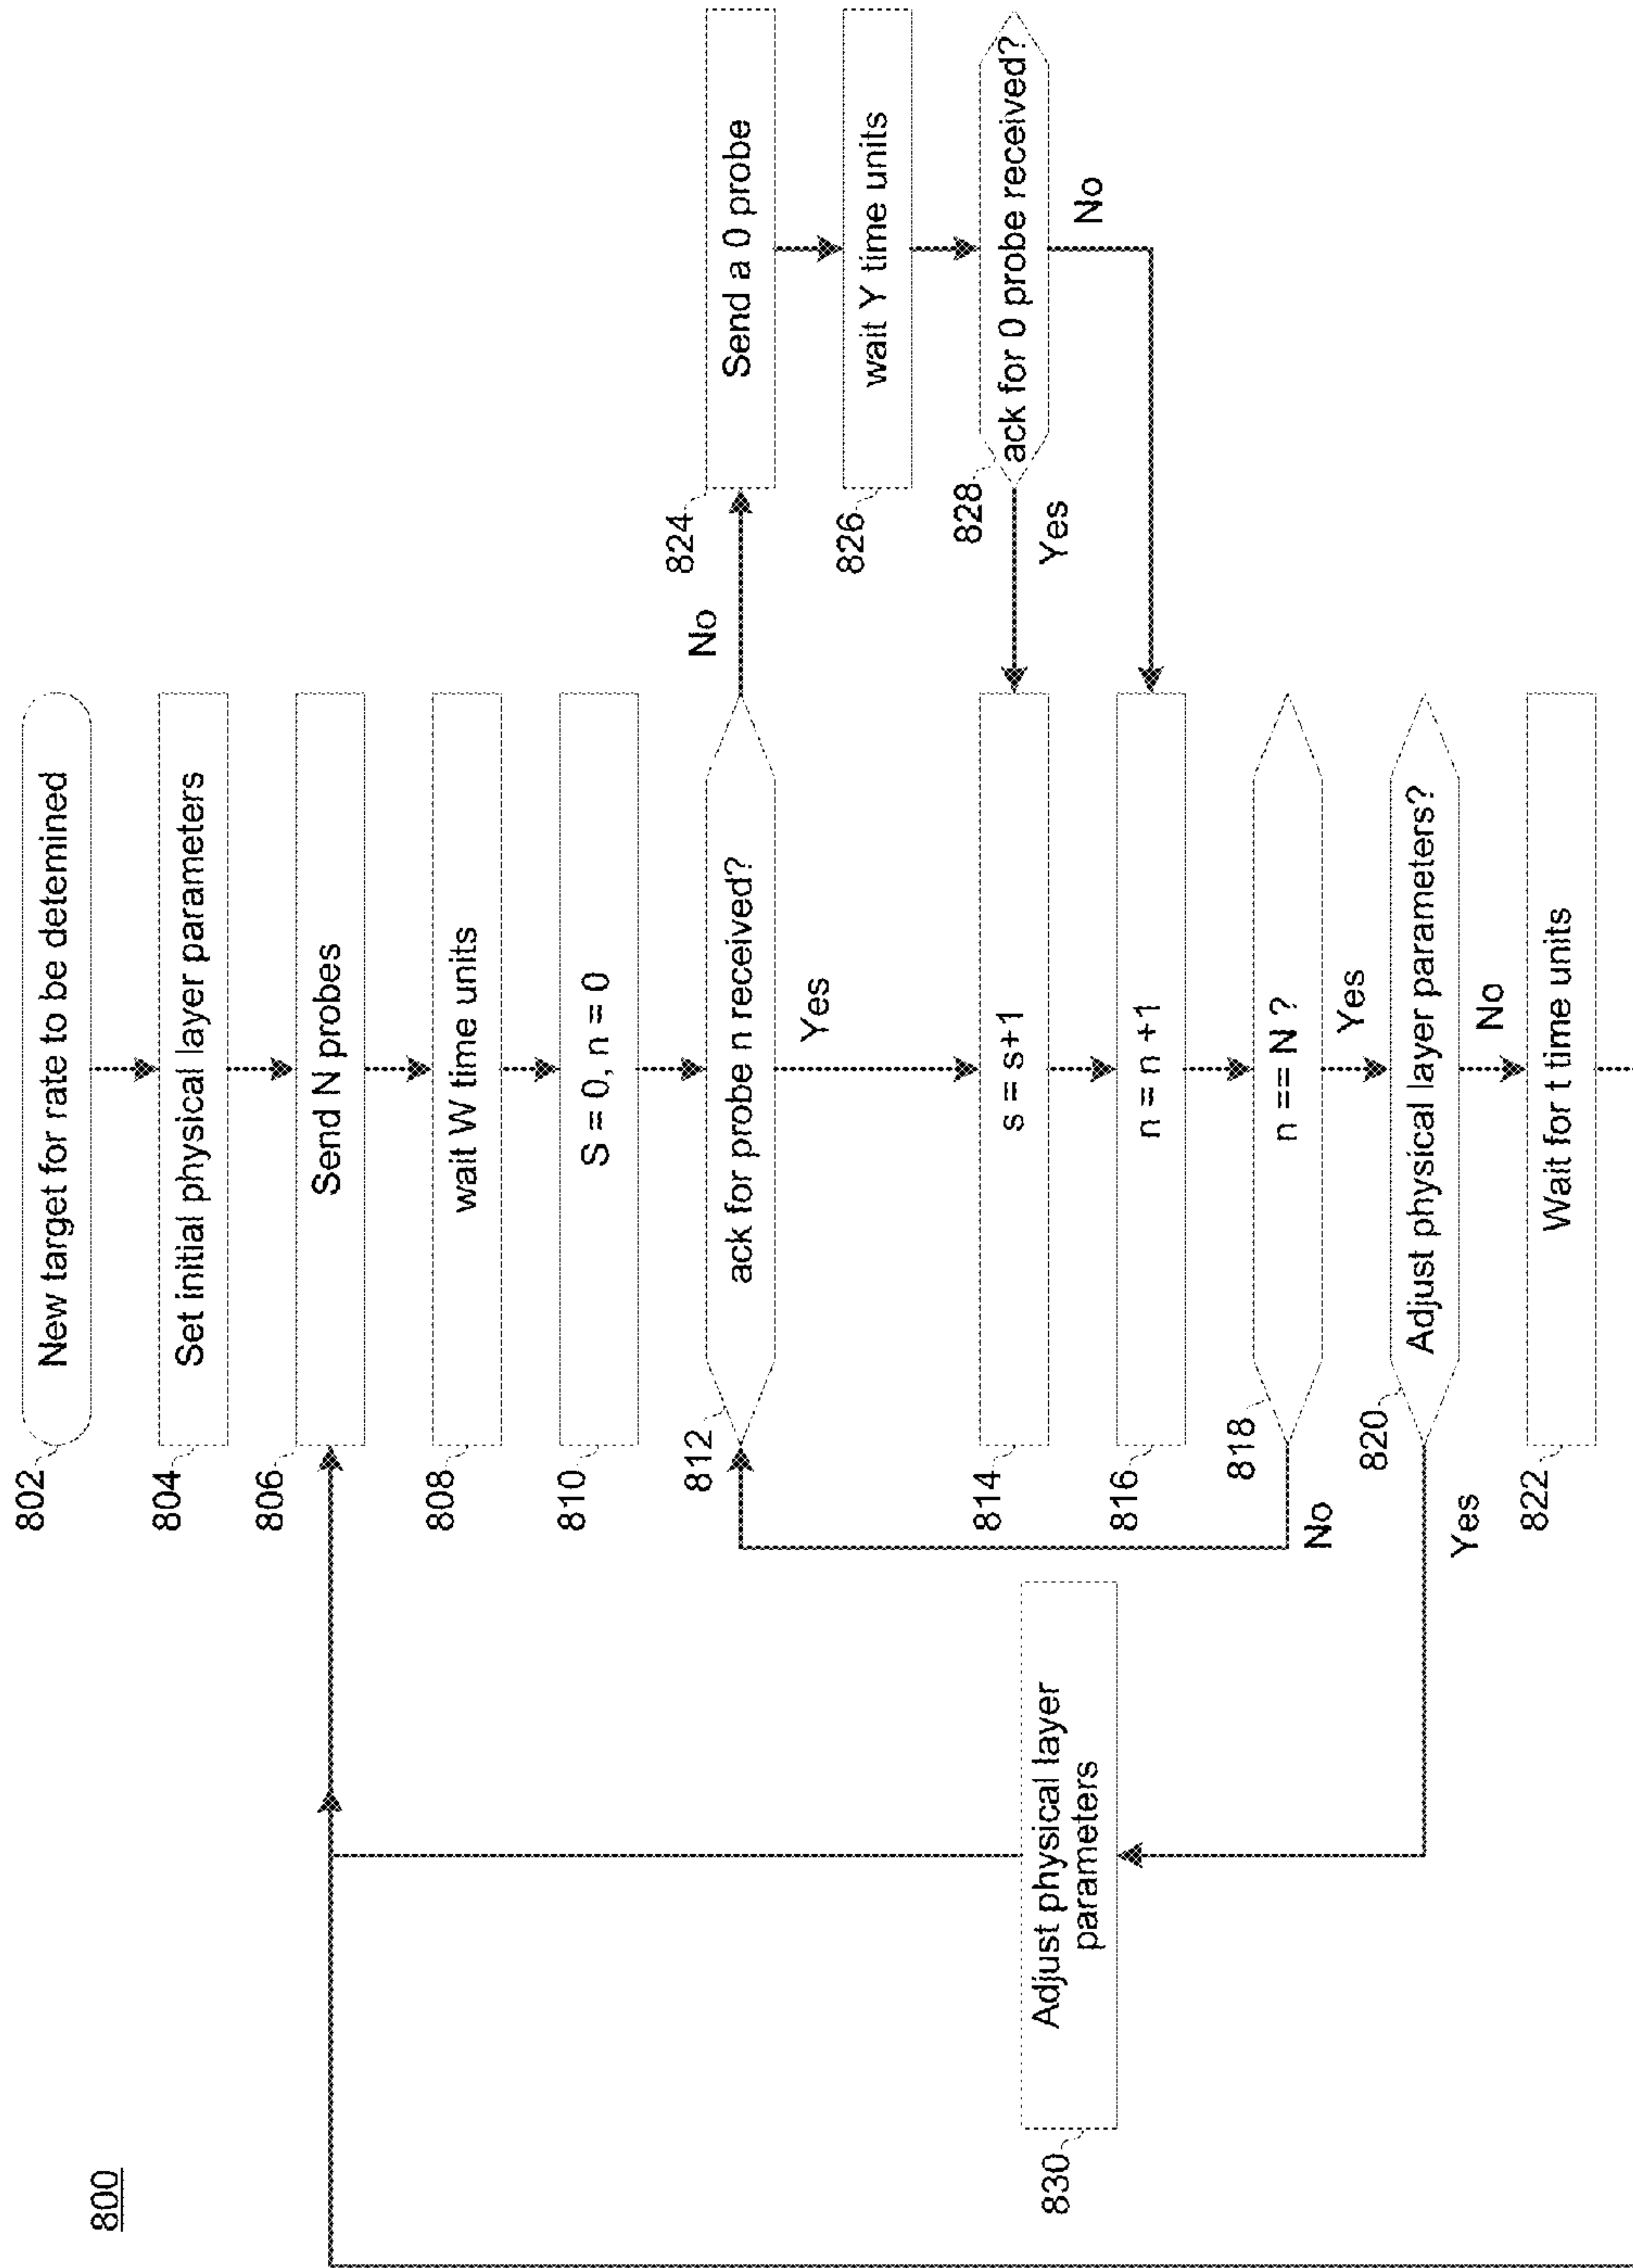 800
802
New target for rate to be detemined
804
Set initial physical layer parameters
806
Send N probes
808
wait W time units
810
S = 0, n = 0
812
ack for probe n received?
No
Yes
824
Send a 0 probe
826
wait Y time units
828
ack for 0 probe received?
Yes
No
814
s = s+1
816
n = n +1
818
n == N ?
No
Yes
820
Adjust physical layer parameters?
Yes
No
822
Wait for t time units
830
Adjust physical layer
parameters